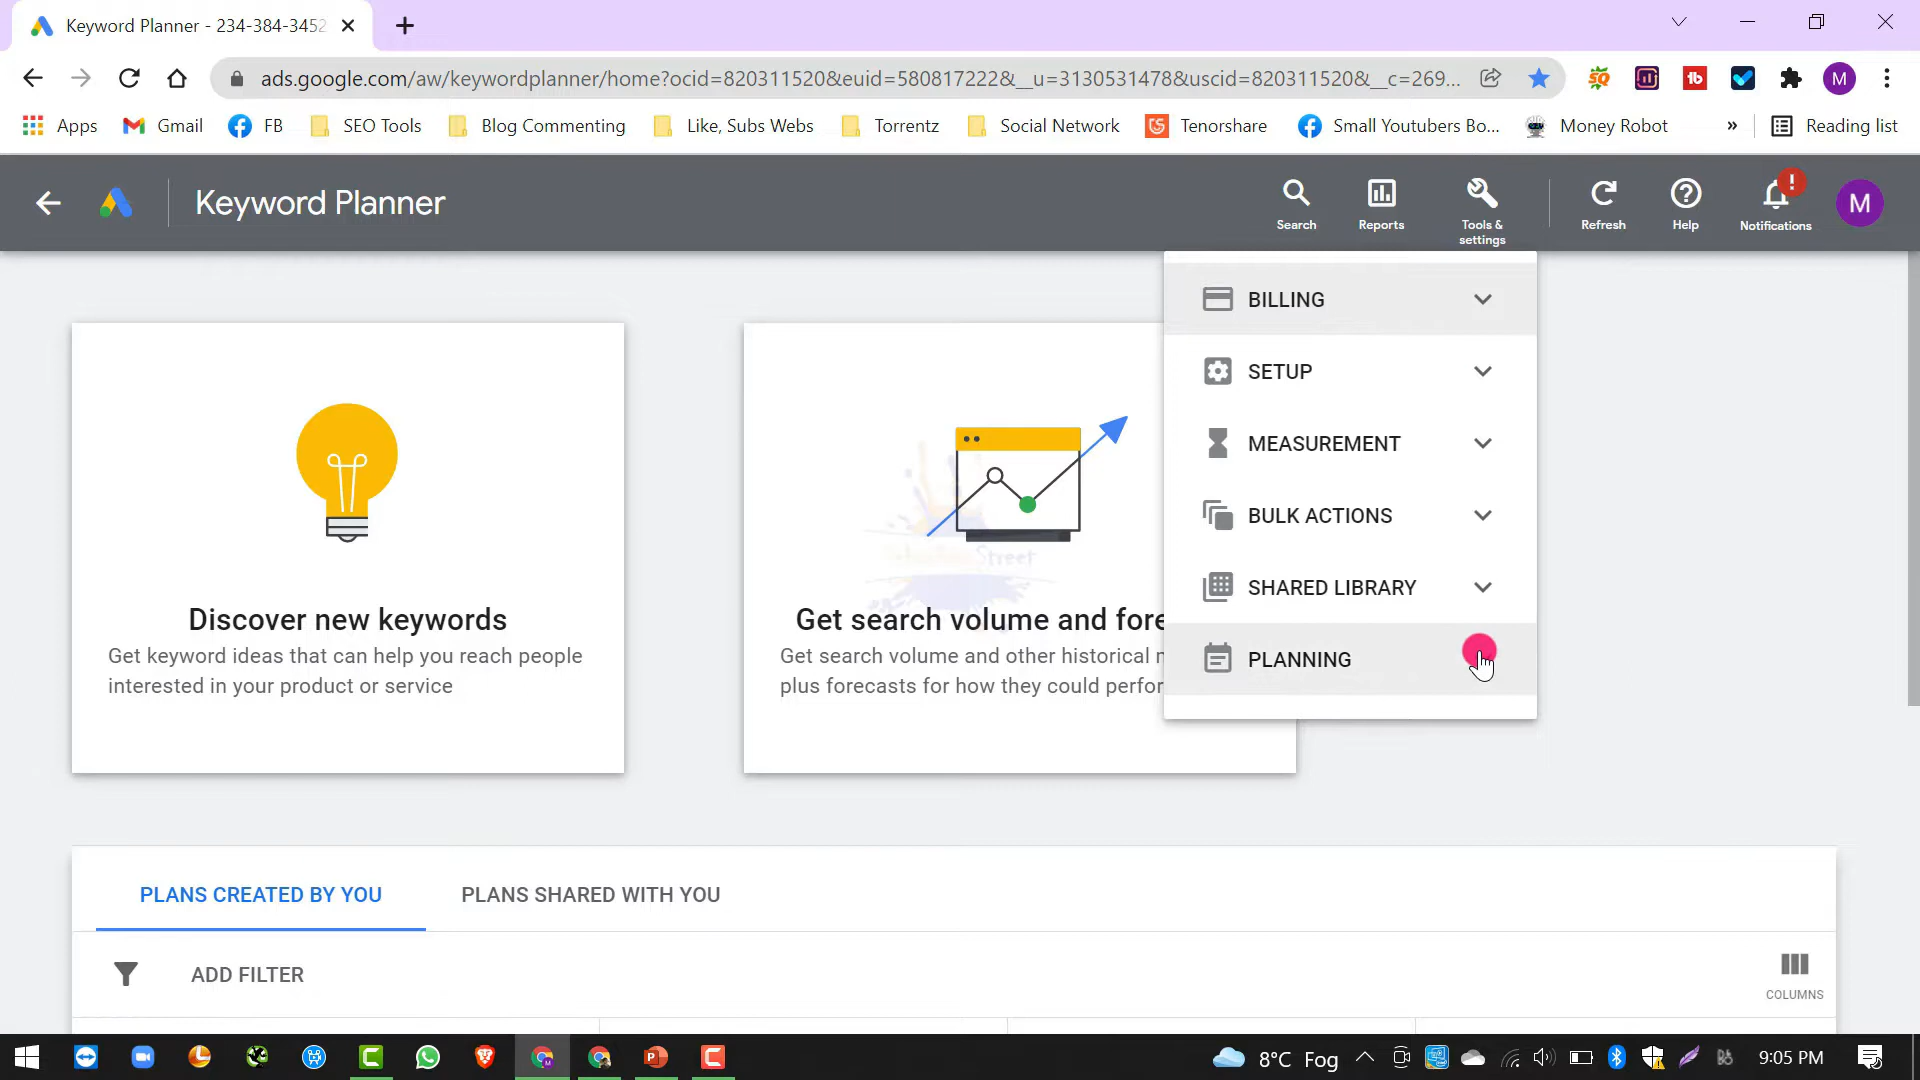 Keyword Planner - 234-384-3452
ads.google.com/aw/keywordplanner/home?ocid=820311520&euid=580817222&__u=3130531478&uscid=820311520&__c=269...
M
Apps
Gmail
FB
SEO Tools
Blog Commenting
Like, Subs Webs
Torrentz
Social Network
Tenorshare
Small Youtubers Bo...
Money Robot
»
Reading list
Keyword Planner
Search
Reports
Tools &
settings
Refresh
Help
Notifications
M
BILLING
SETUP
MEASUREMENT
BULK ACTIONS
SHARED LIBRARY
PLANNING
Discover new keywords
Get keyword ideas that can help you reach people
interested in your product or service
Get search volume and fore
Get search volume and other historical m
plus forecasts for how they could perfor
Street
PLANS CREATED BY YOU
PLANS SHARED WITH YOU
ADD FILTER
COLUMNS
8°C Fog
9:05 PM